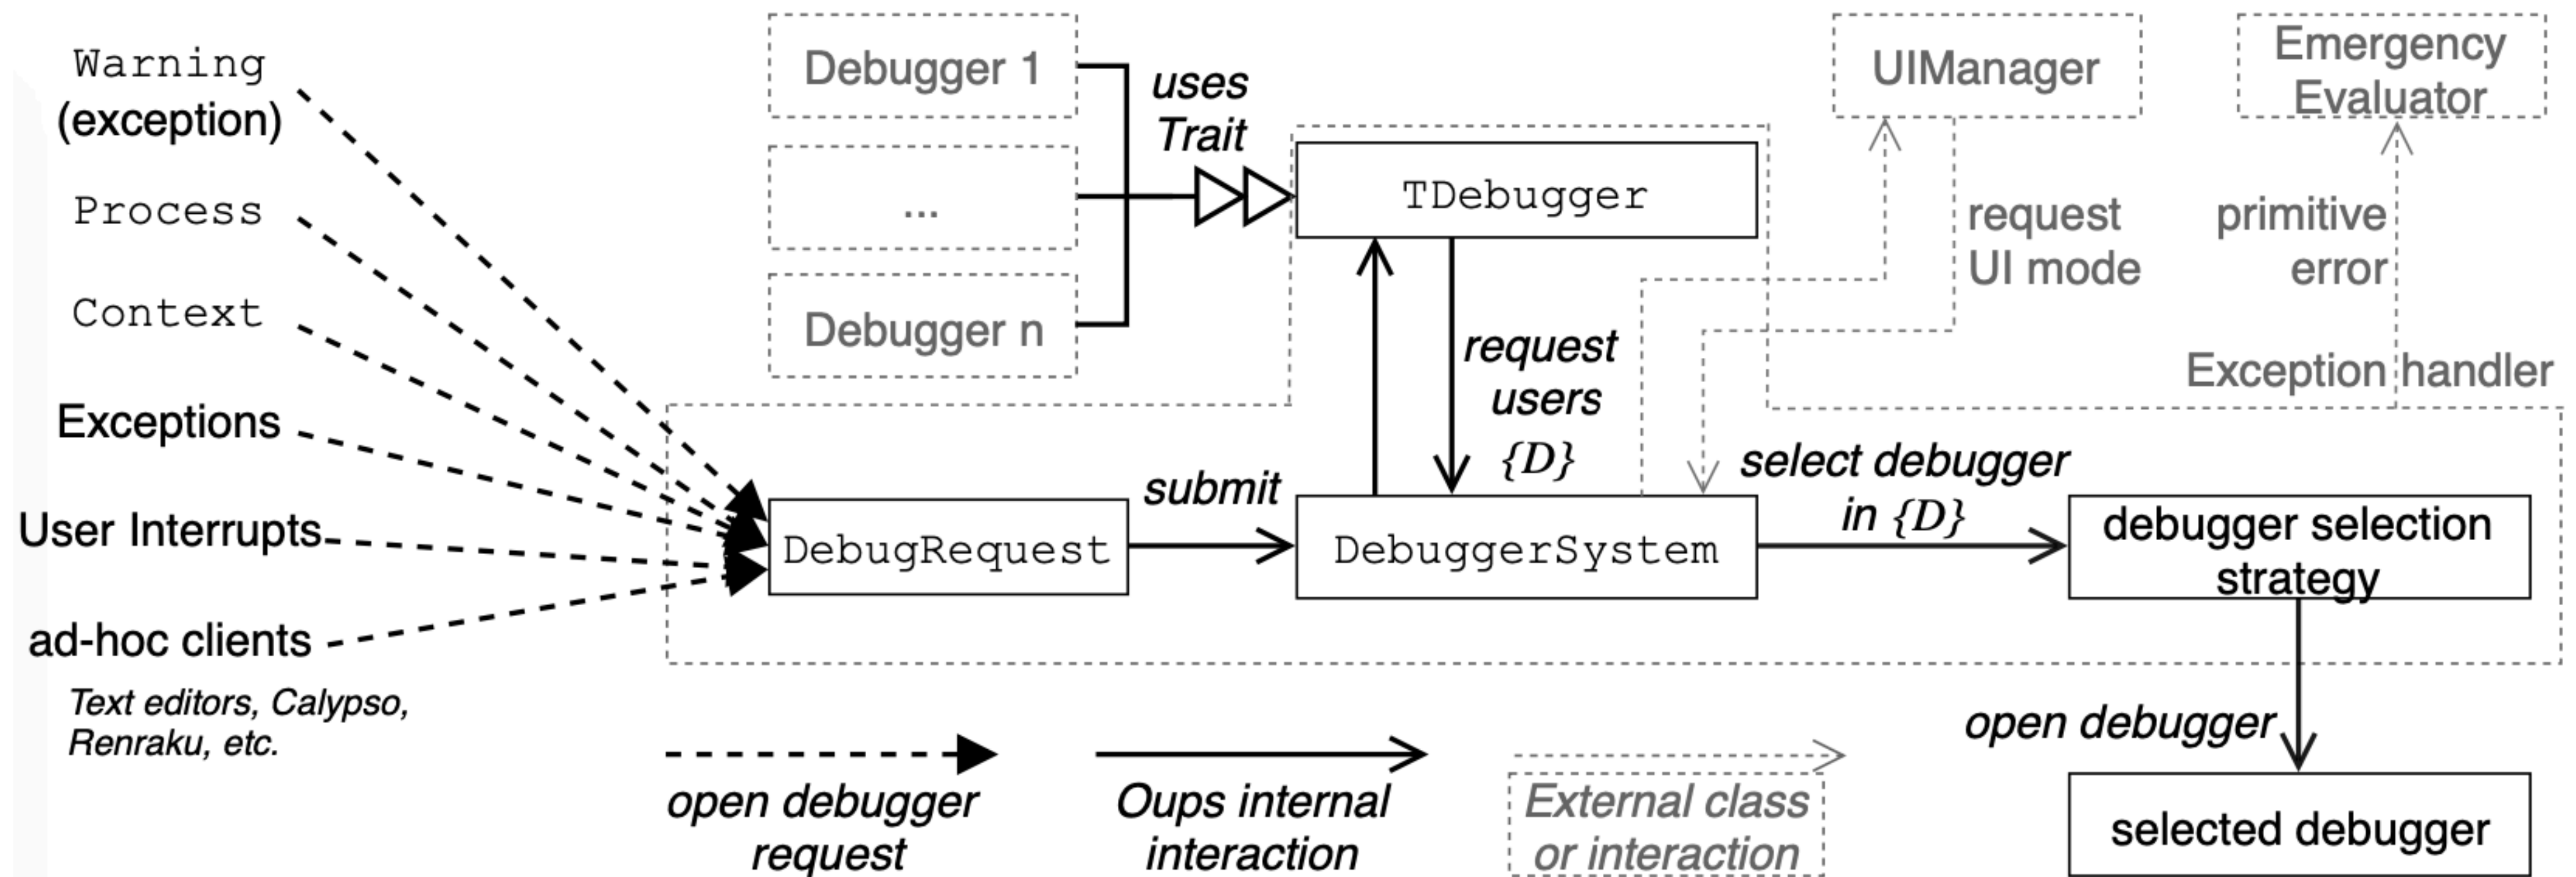 Warning
(exception)
Process
Context
Exceptions
User Interrupts
ad-hoc clients
Text editors, Calypso,
Renraku, etc.
Debugger 1
...
Debugger n
uses
Trait
TDebugger
UIManager
Emergency
Evaluator
request
UI mode
primitive
error
Exception handler
request
users
{D}
DebugRequest
submit
DebuggerSystem
select debugger
in {D}
debugger selection
strategy
open debugger
selected debugger
open debugger
request
Oups internal
interaction
External class
or interaction